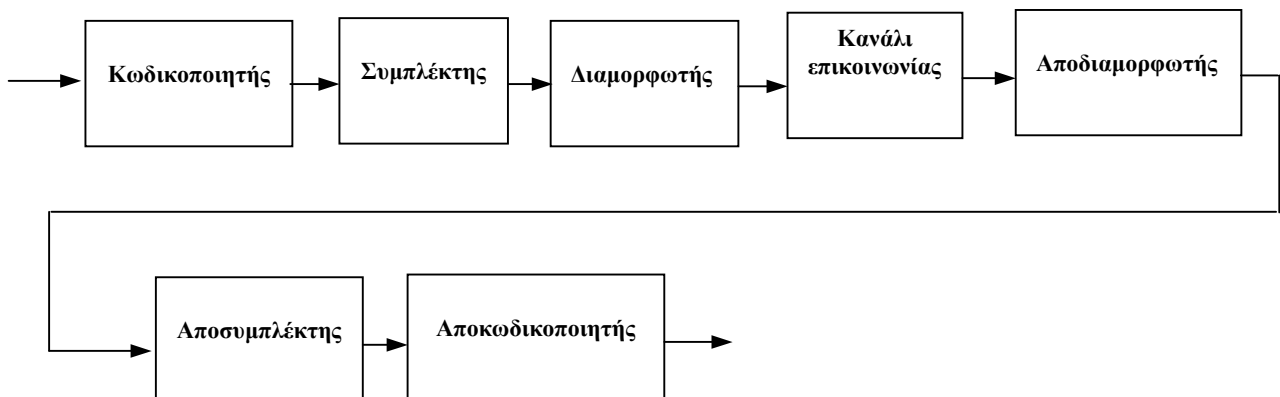 Κωδικοποιητής
Συμπλέκτης
Διαμορφωτής
Κανάλι
επικοινωνίας
Αποδιαμορφωτής
Αποσυμπλέκτης
Αποκωδικοποιητής